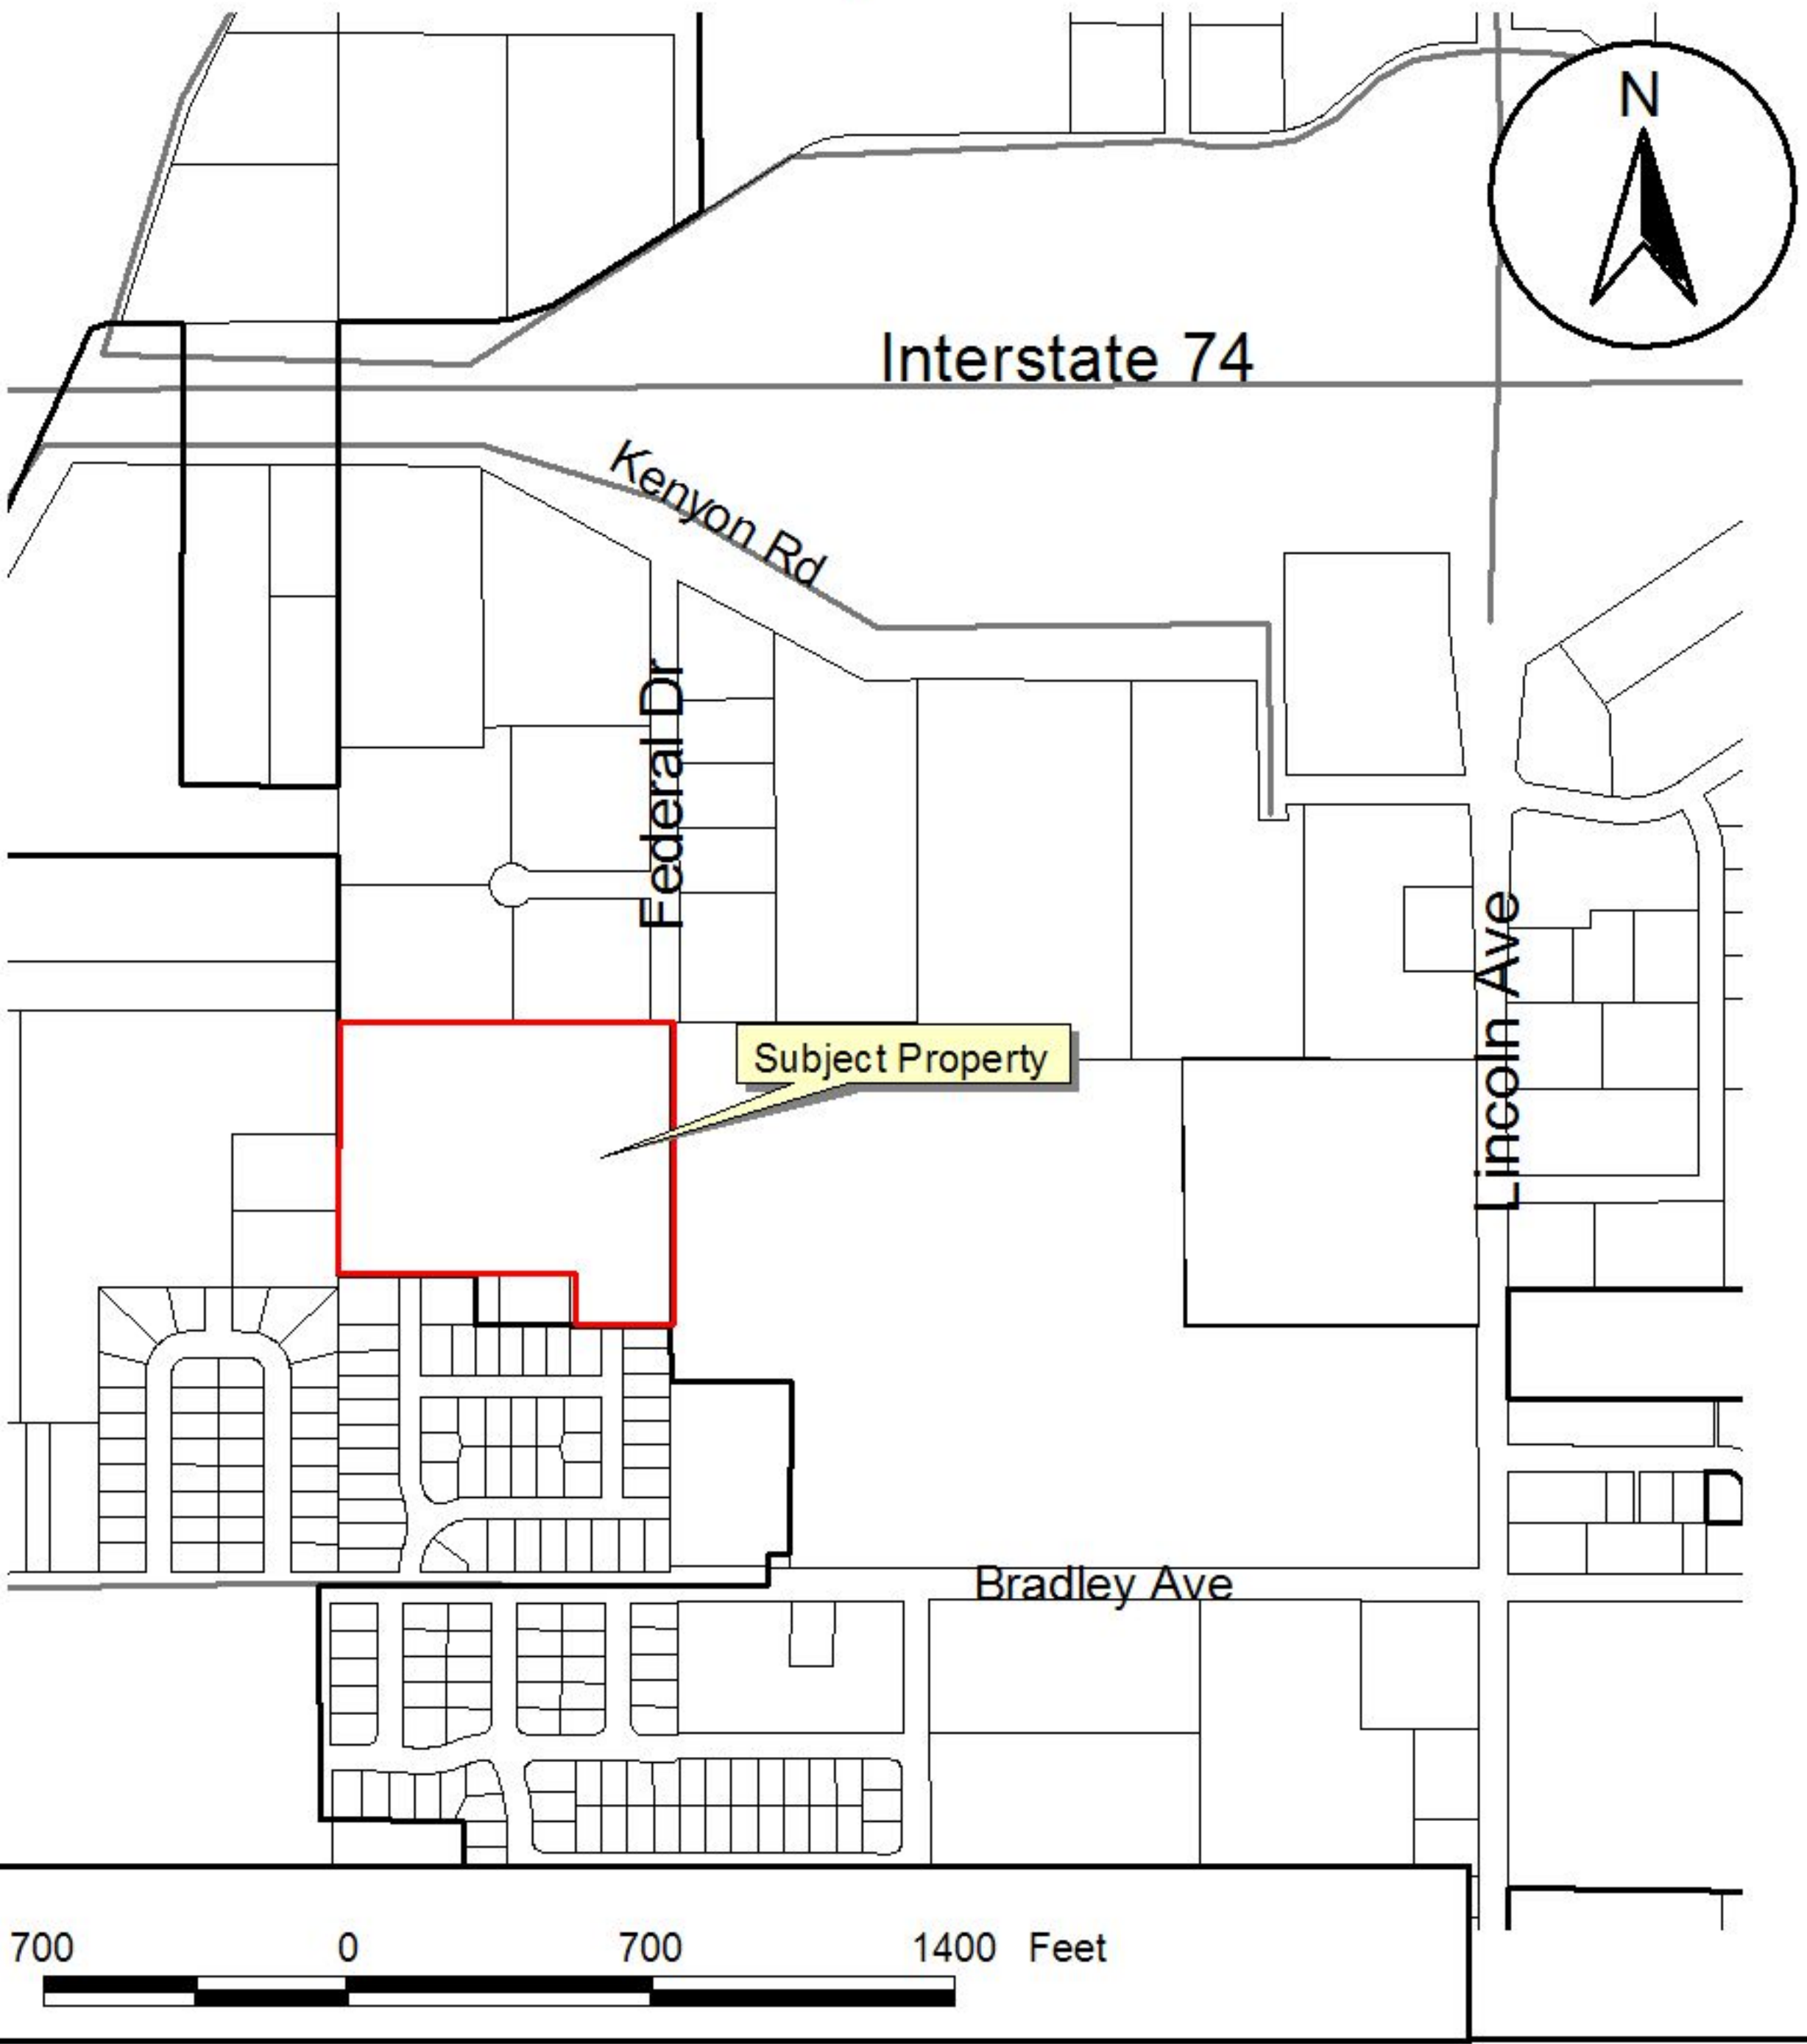 N
Interstate 74
Kenyon Rd
Federal Dr
Lincoln Ave
Subject Property
Bradley Ave
700 0 700 1400 Feet